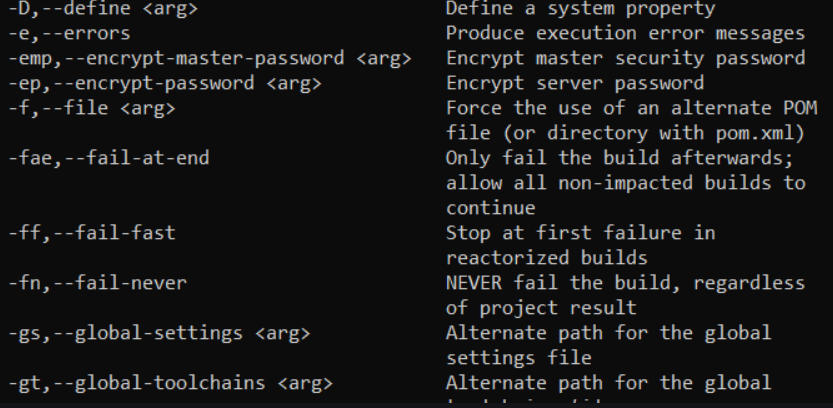 -D,--define <arg>                      Define a system property
-e,--errors                            Produce execution error messages
-emp,--encrypt-master-password <arg>   Encrypt master security password
-ep,--encrypt-password <arg>           Encrypt server password
-f,--file <arg>                        Force the use of an alternate POM
                                       file (or directory with pom.xml)
-fae,--fail-at-end                     Only fail the build afterwards;
                                       allow all non-impacted builds to
                                       continue
-ff,--fail-fast                        Stop at first failure in
                                       reactorized builds
-fn,--fail-never                       NEVER fail the build, regardless
                                       of project result
-gs,--global-settings <arg>            Alternate path for the global
                                       settings file
-gt,--global-toolchains <arg>          Alternate path for the global